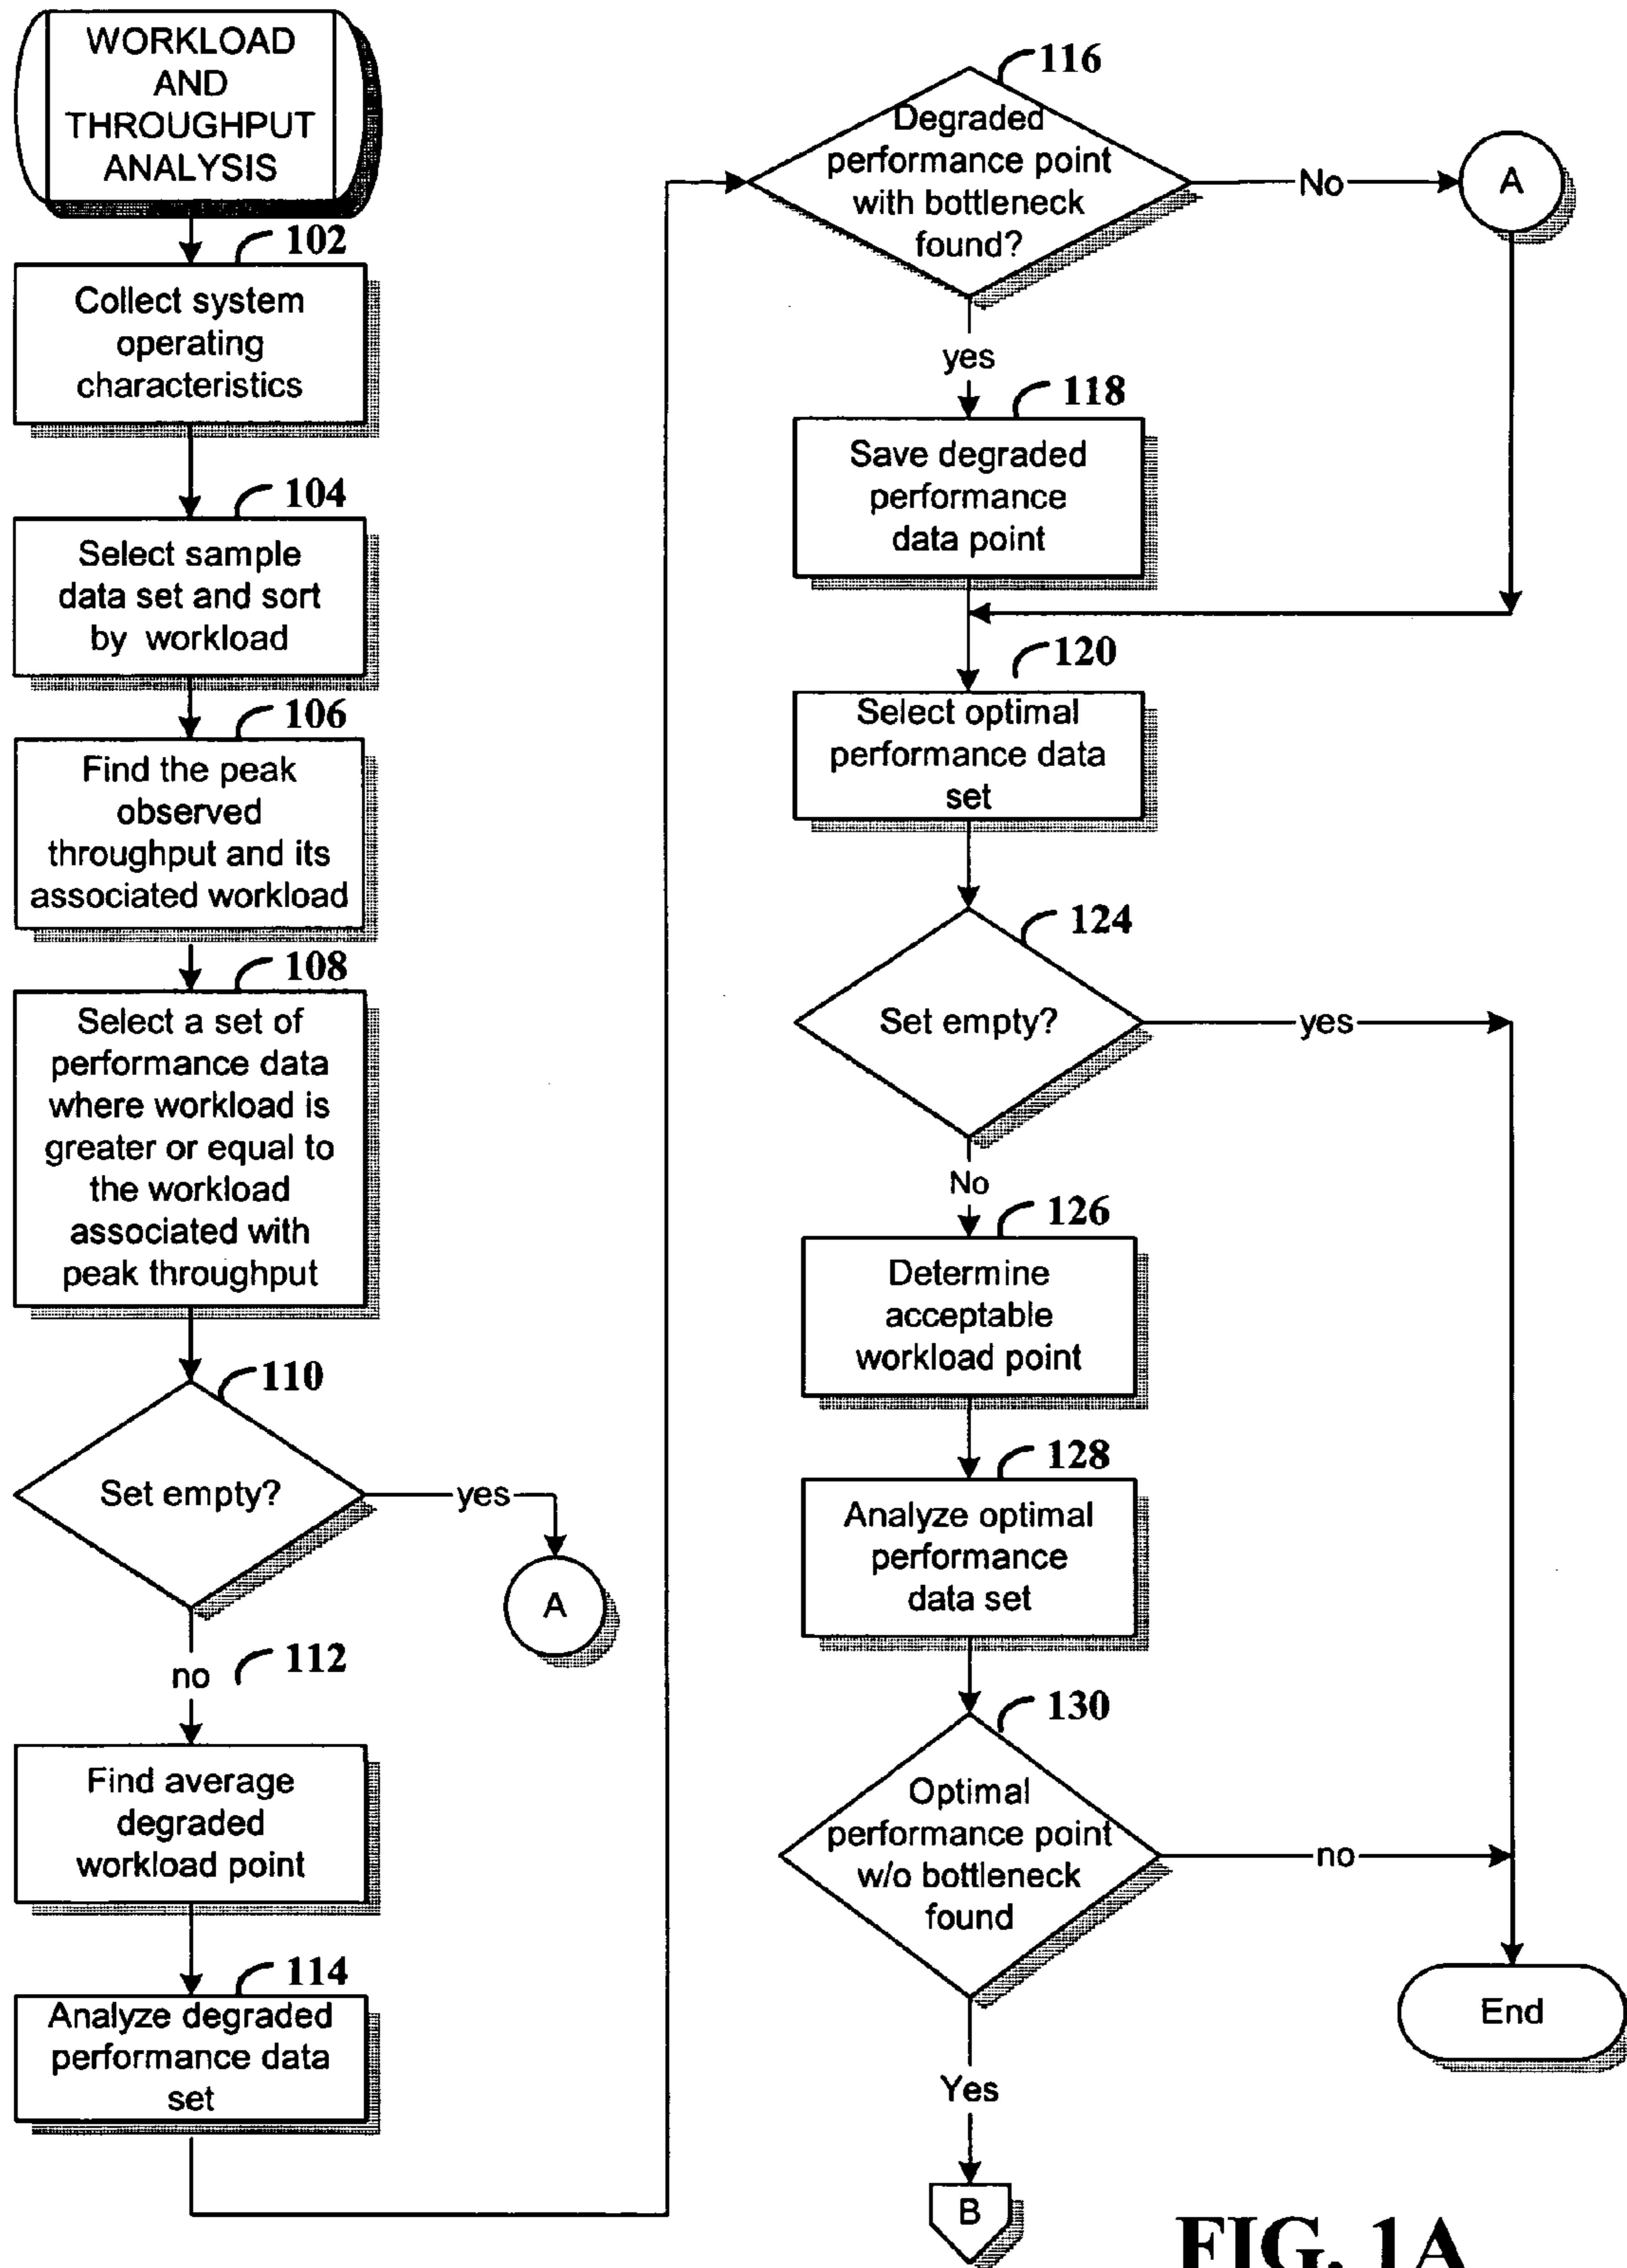 WORKLOAD
AND
THROUGHPUT
ANALYSIS
102
Collect system
operating
characteristics
104
Select sample
data set and sort
by workload
106
Find the peak
observed
throughput and its
associated workload
108
Select a set of
performance data
where workload is
greater or equal to
the workload
associated with
peak throughput
110
Set empty?
yes
A
no
112
Find average
degraded
workload point
114
Analyze degraded
performance data
set
116
Degraded
performance point
with bottleneck
found?
No
A
yes
118
Save degraded
performance
data point
120
Select optimal
performance data
set
124
Set empty?
yes
No
126
Determine
acceptable
workload point
128
Analyze optimal
performance
data set
130
Optimal
performance point
w/o bottleneck
found
no
End
Yes
B
FIG. 1A